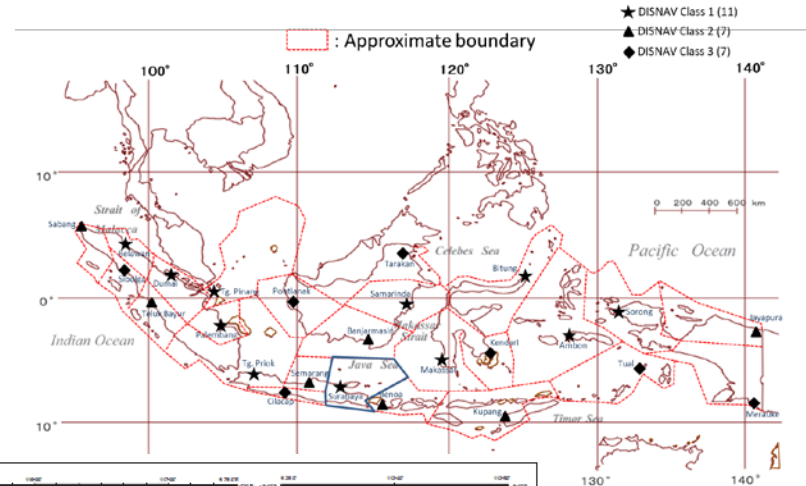 DISNAV Class 1 (11)
DISNAV Class 2 (7)
DISNAV Class 3 (7)
: Approximate boundary
100°
110°
120°
130°
140°
10°
0 200 400 600 km
Strait of
Malacca
Sabang
Belawan
Sibolga
Dumai
Tg. Pinang
Pontianak
Tarakan
Celebes Sea
Bitung
Pacific Ocean
0°
Teluk Bayur
Samarinda
Sorong
Jayapura
Palembang
Banjarmasin
Makassar
Strait
Ambon
Indian Ocean
Kendari
Java Sea
Makassar
Tual
Tg. Priok
Semarang
Surabaya
Benoa
Cilacap
Kupang
Merauke
10°
Timor Sea
130°
140°